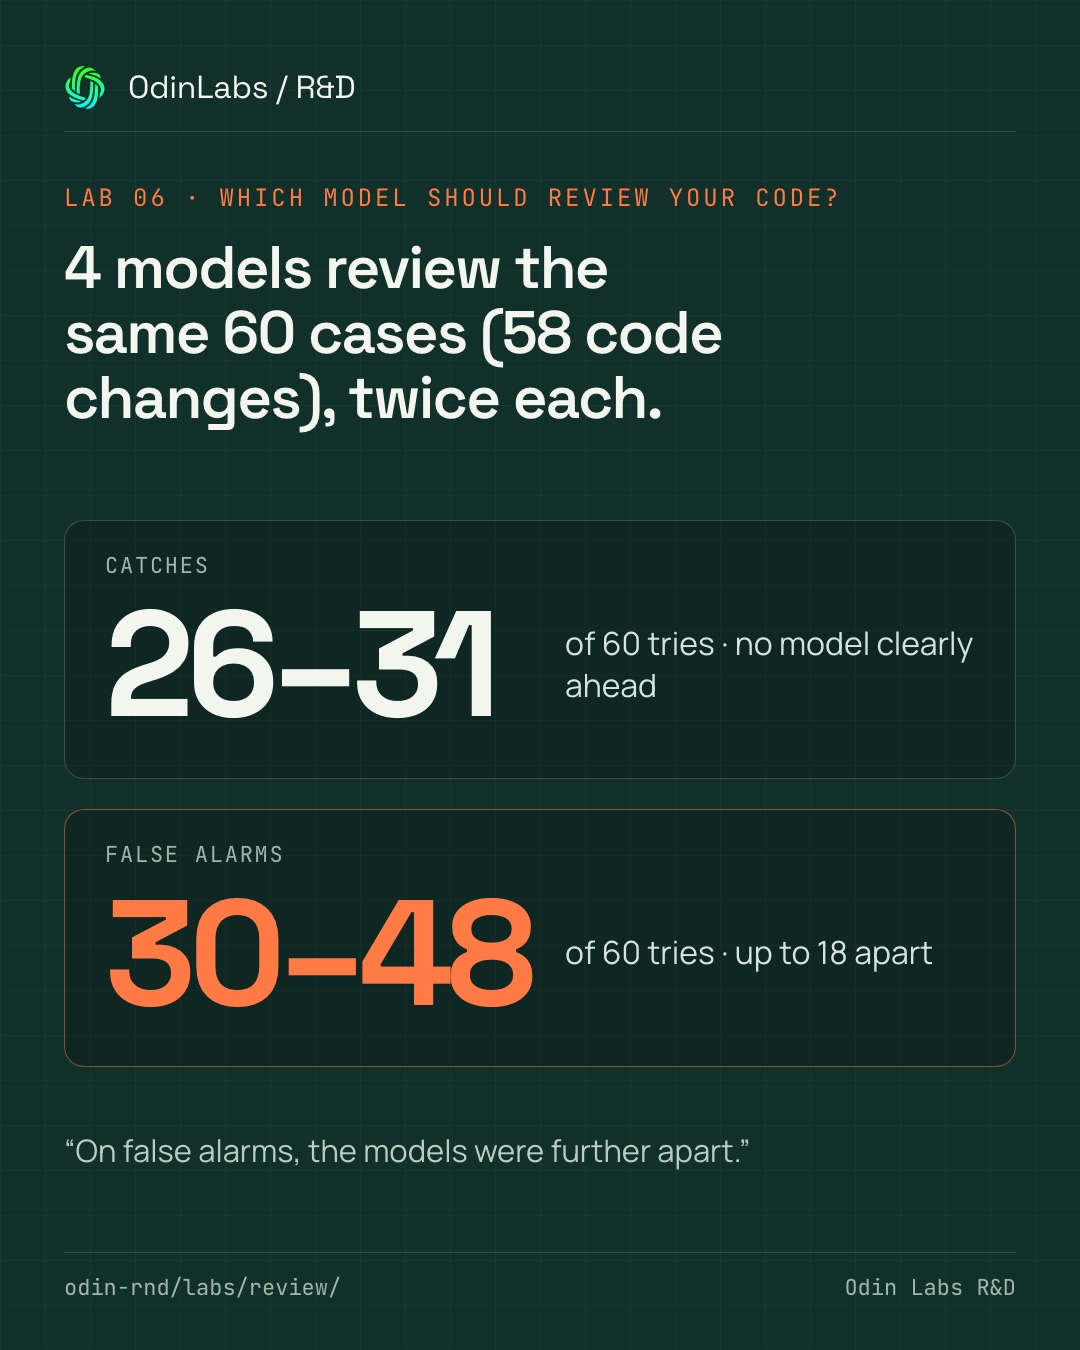 OdinLabs / R&D
LAB 06 · WHICH MODEL SHOULD REVIEW YOUR CODE?
4 models review the
same 60 cases (58 code
changes), twice each.
CATCHES
26–31
of 60 tries · no model clearly
ahead
FALSE ALARMS
30–48
of 60 tries · up to 18 apart
“On false alarms, the models were further apart.”
odin-rnd/labs/review/
Odin Labs R&D